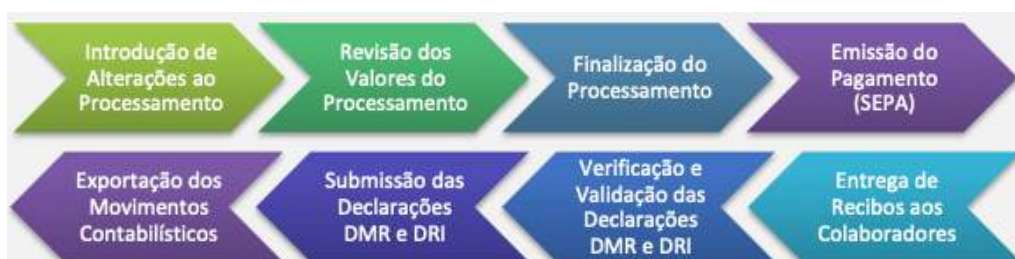 Introdução de
Alterações ao
Processamento
Revisão dos
Valores do
Processamento
Finalização do
Processamento
Emissão do
Pagamento
(SEPA)
Entrega de
Recibos aos
Colaboradores
Verificação e
Validação das
Declarações
DMR e DRI
Submissão das
Declarações
DMR e DRI
Exportação dos
Movimentos
Contabilísticos